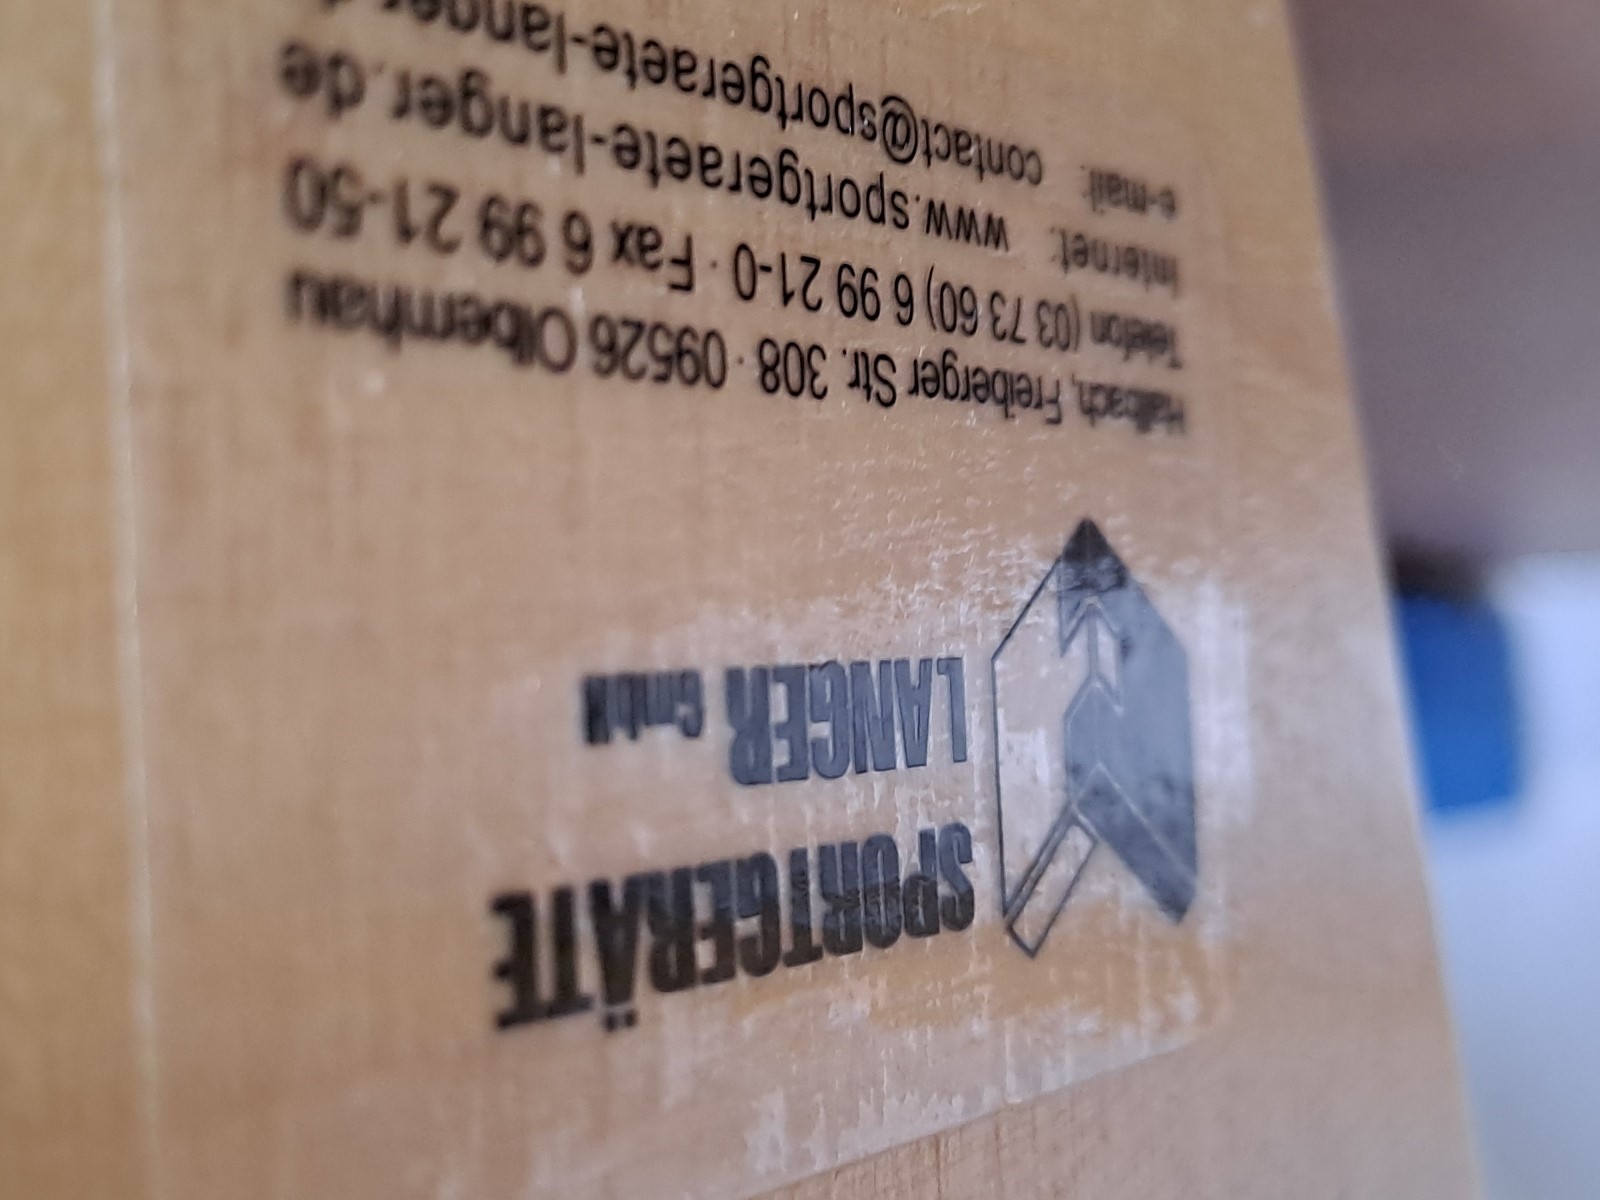 SPORTGERÄTE
LANGER GmbH
Hallbach, Freiberger Str. 308 · 09526 Olbernhau
Telefon (03 73 60) 6 99 21-0 · Fax 6 99 21-50
Internet: www.sportgeraete-langer.de
e-mail: contact@sportgeraete-langer.de